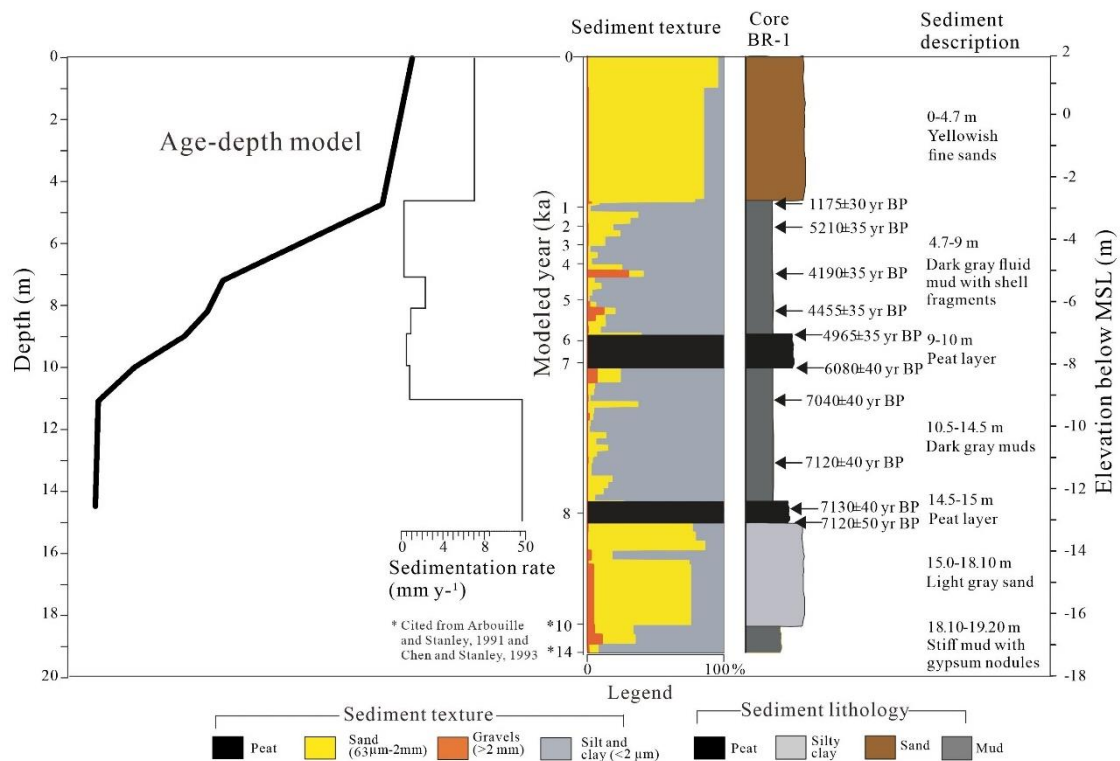 Sediment texture
Core
BR-1
Sediment
description
Age-depth model
Depth (m)
0
2
4
6
8
10
12
14
16
18
20
0 4 8 50
Sedimentation rate
(mm y-1)
* Cited from Arbouille
and Stanley, 1991 and
Chen and Stanley, 1993
Modeled year (ka)
0
1
2
3
4
5
6
7
8
*10
*14
0 100%
1175±30 yr BP
5210±35 yr BP
4190±35 yr BP
4455±35 yr BP
4965±35 yr BP
6080±40 yr BP
7040±40 yr BP
7120±40 yr BP
7130±40 yr BP
7120±50 yr BP
0-4.7 m
Yellowish
fine sands
4.7-9 m
Dark gray fluid
mud with shell
fragments
9-10 m
Peat layer
10.5-14.5 m
Dark gray muds
14.5-15 m
Peat layer
15.0-18.10 m
Light gray sand
18.10-19.20 m
Stiff mud with
gypsum nodules
2
0
-2
-4
-6
-8
-10
-12
-14
-16
-18
Elevation below MSL (m)
Legend
Sediment texture
Peat
Sand
(63μm-2mm)
Gravels
(>2 mm)
Silt and
clay (<2 μm)
Sediment lithology
Peat
Silty
clay
Sand
Mud